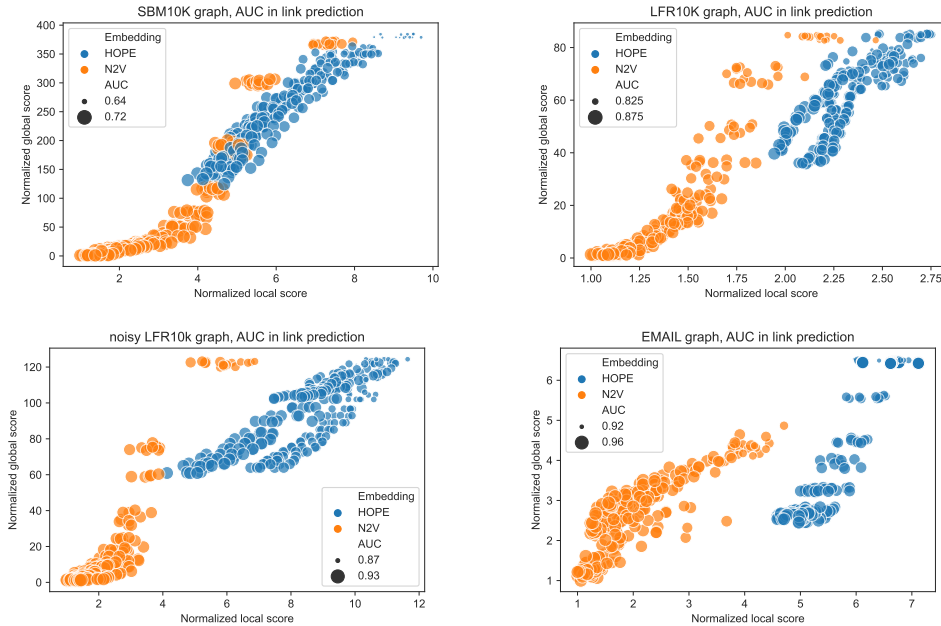 SBM10K graph, AUC in link prediction
Normalized global score
400
350
300
250
200
150
100
50
0
Embedding
HOPE
N2V
AUC
0.64
0.72
2
4
6
8
10
Normalized local score
LFR10K graph, AUC in link prediction
Normalized global score
80
60
40
20
0
Embedding
HOPE
N2V
AUC
0.825
0.875
1.00
1.25
1.50
1.75
2.00
2.25
2.50
2.75
Normalized local score
noisy LFR10k graph, AUC in link prediction
Normalized global score
120
100
80
60
40
20
0
Embedding
HOPE
N2V
AUC
0.87
0.93
2
4
6
8
10
12
Normalized local score
EMAIL graph, AUC in link prediction
Normalized global score
6
5
4
3
2
1
Embedding
HOPE
N2V
AUC
0.92
0.96
1
2
3
4
5
6
7
Normalized local score